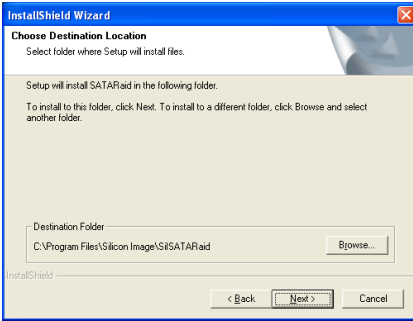 InstallShield Wizard
Choose Destination Location
Select folder where Setup will install files.
Setup will install SATARaid in the following folder.
To install to this folder, click Next. To install to a different folder, click Browse and select
another folder.
Destination Folder
C:\Program Files\Silicon Image\SiISATARaid
Browse...
InstallShield
< Back
Next >
Cancel